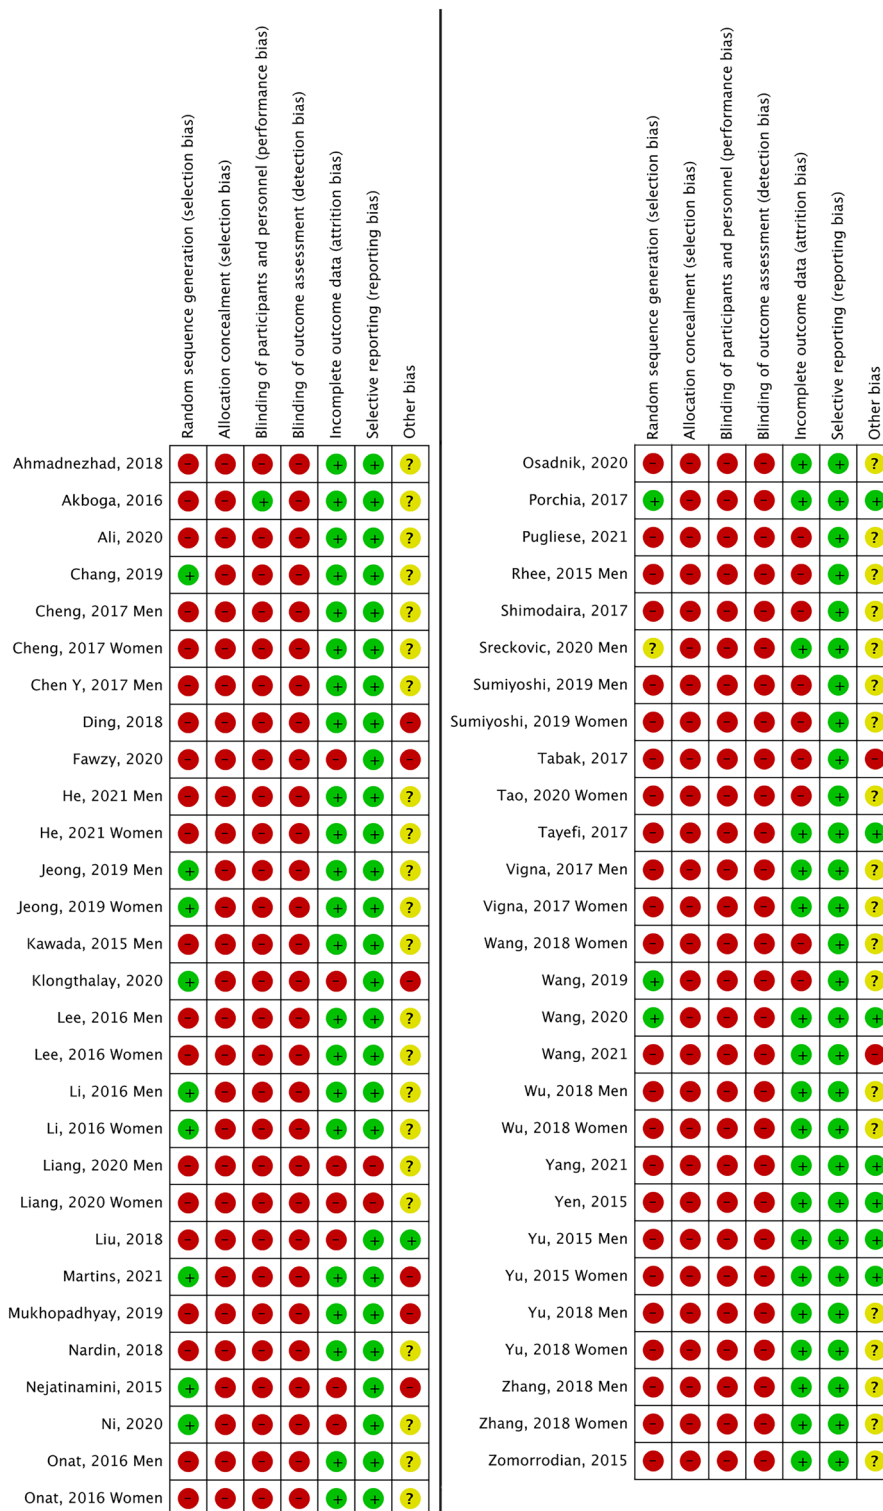 Random sequence generation (selection bias)
Allocation concealment (selection bias)
Blinding of participants and personnel (performance bias)
Blinding of outcome assessment (detection bias)
Incomplete outcome data (attrition bias)
Selective reporting (reporting bias)
Other bias
Ahmadnezhad, 2018 - - - - + + ?
Akboga, 2016 - - + - + + ?
Ali, 2020 - - - - + + ?
Chang, 2019 + - - - + + ?
Cheng, 2017 Men - - - - + + ?
Cheng, 2017 Women - - - - + + ?
Chen Y, 2017 Men - - - - + + ?
Ding, 2018 - - - - + + -
Fawzy, 2020 - - - - - + -
He, 2021 Men - - - - + + ?
He, 2021 Women - - - - + + ?
Jeong, 2019 Men + - - - + + ?
Jeong, 2019 Women + - - - + + ?
Kawada, 2015 Men - - - - + + ?
Klongthalay, 2020 + - - - - + -
Lee, 2016 Men - - - - + + ?
Lee, 2016 Women - - - - + + ?
Li, 2016 Men + - - - + + ?
Li, 2016 Women + - - - + + ?
Liang, 2020 Men - - - - - - ?
Liang, 2020 Women - - - - - - ?
Liu, 2018 - - - - - + +
Martins, 2021 + - - - + + -
Mukhopadhyay, 2019 - - - - + + -
Nardin, 2018 - - - - + + ?
Nejatinamini, 2015 + - - - - + -
Ni, 2020 + - - - - + ?
Onat, 2016 Men - - - - + + ?
Onat, 2016 Women - - - - + + ?
Random sequence generation (selection bias)
Allocation concealment (selection bias)
Blinding of participants and personnel (performance bias)
Blinding of outcome assessment (detection bias)
Incomplete outcome data (attrition bias)
Selective reporting (reporting bias)
Other bias
Osadnik, 2020 - - - - + + ?
Porchia, 2017 + - - - + + +
Pugliese, 2021 - - - - - + ?
Rhee, 2015 Men - - - - - + ?
Shimodaira, 2017 - - - - - + ?
Sreckovic, 2020 Men ? - - - + + ?
Sumiyoshi, 2019 Men - - - - - + ?
Sumiyoshi, 2019 Women - - - - - + ?
Tabak, 2017 - - - - - + -
Tao, 2020 Women - - - - - + ?
Tayefi, 2017 - - - - + + +
Vigna, 2017 Men - - - - + + ?
Vigna, 2017 Women - - - - + + ?
Wang, 2018 Women - - - - - + ?
Wang, 2019 + - - - - + ?
Wang, 2020 + - - - + + +
Wang, 2021 - - - - + + -
Wu, 2018 Men - - - - + + ?
Wu, 2018 Women - - - - + + ?
Yang, 2021 - - - - + + +
Yen, 2015 - - - - + + +
Yu, 2015 Men - - - - + + +
Yu, 2015 Women - - - - + + +
Yu, 2018 Men - - - - + + ?
Yu, 2018 Women - - - - + + ?
Zhang, 2018 Men - - - - + + ?
Zhang, 2018 Women - - - - + + ?
Zomorrodian, 2015 - - - - + + ?